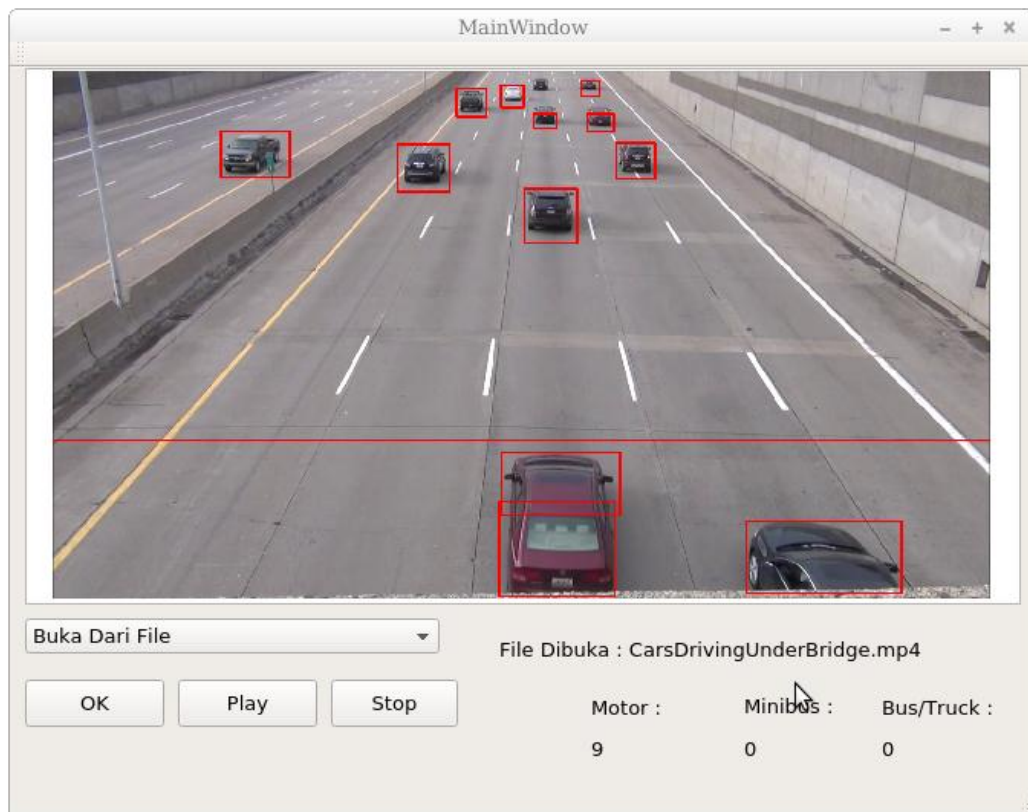 MainWindow
Buka Dari File
File Dibuka : CarsDrivingUnderBridge.mp4
OK Play Stop
Motor : Minibus : Bus/Truck :
9 0 0